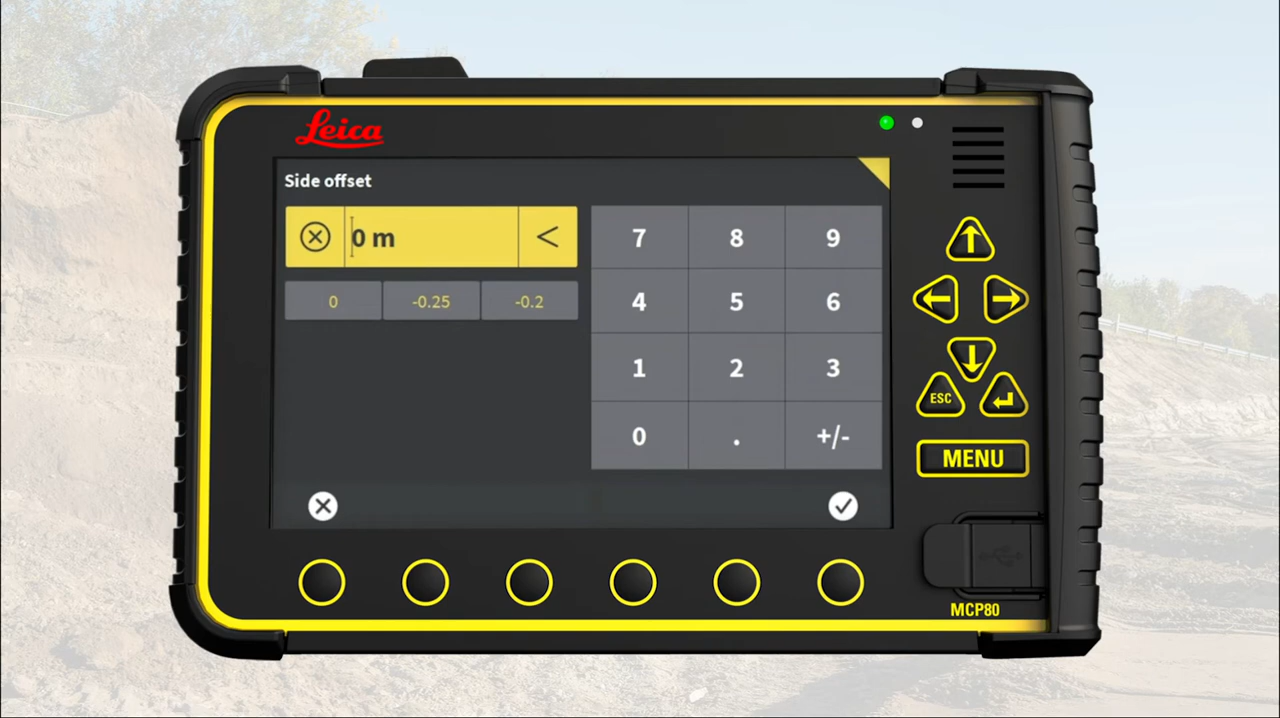 Leica
Side offset
0 m <
0 -0.25 -0.2
7 8 9
4 5 6
1 2 3
0 . +/-
ESC
MENU
MCP80